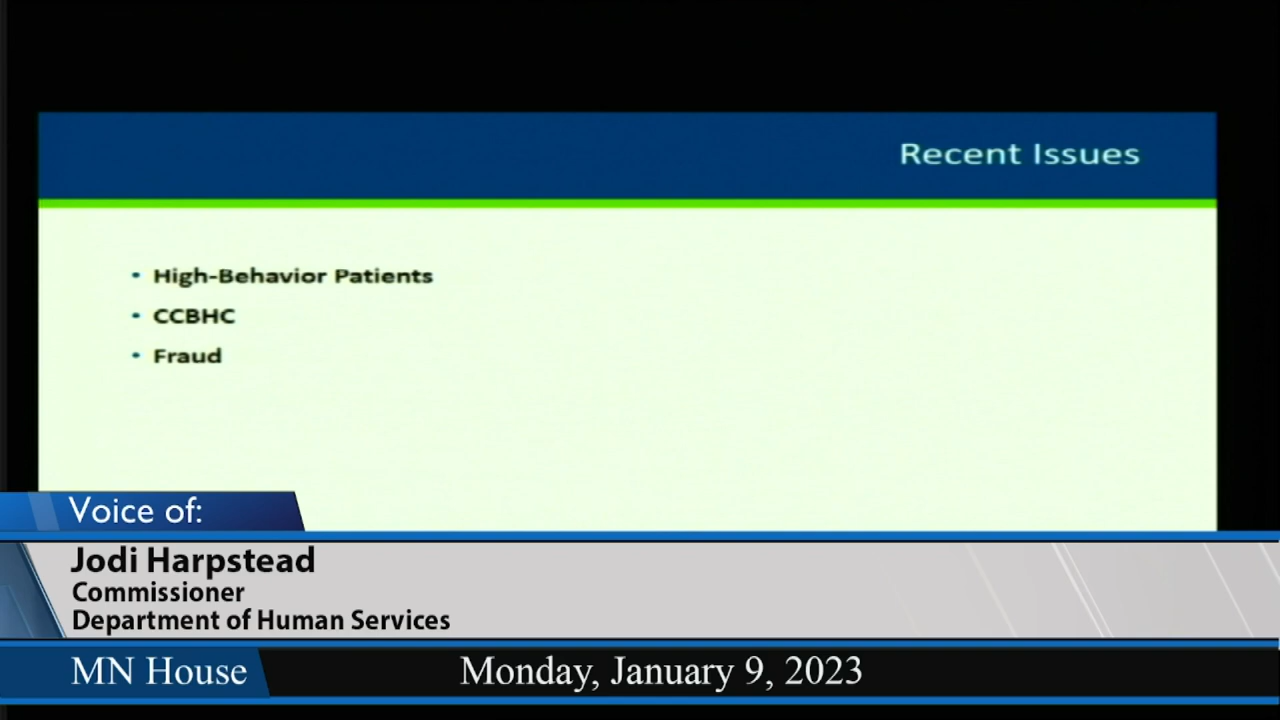 Recent Issues
• High-Behavior Patients
• CCBHC
• Fraud
Voice of:
Jodi Harpstead
Commissioner
Department of Human Services
MN House
Monday, January 9, 2023